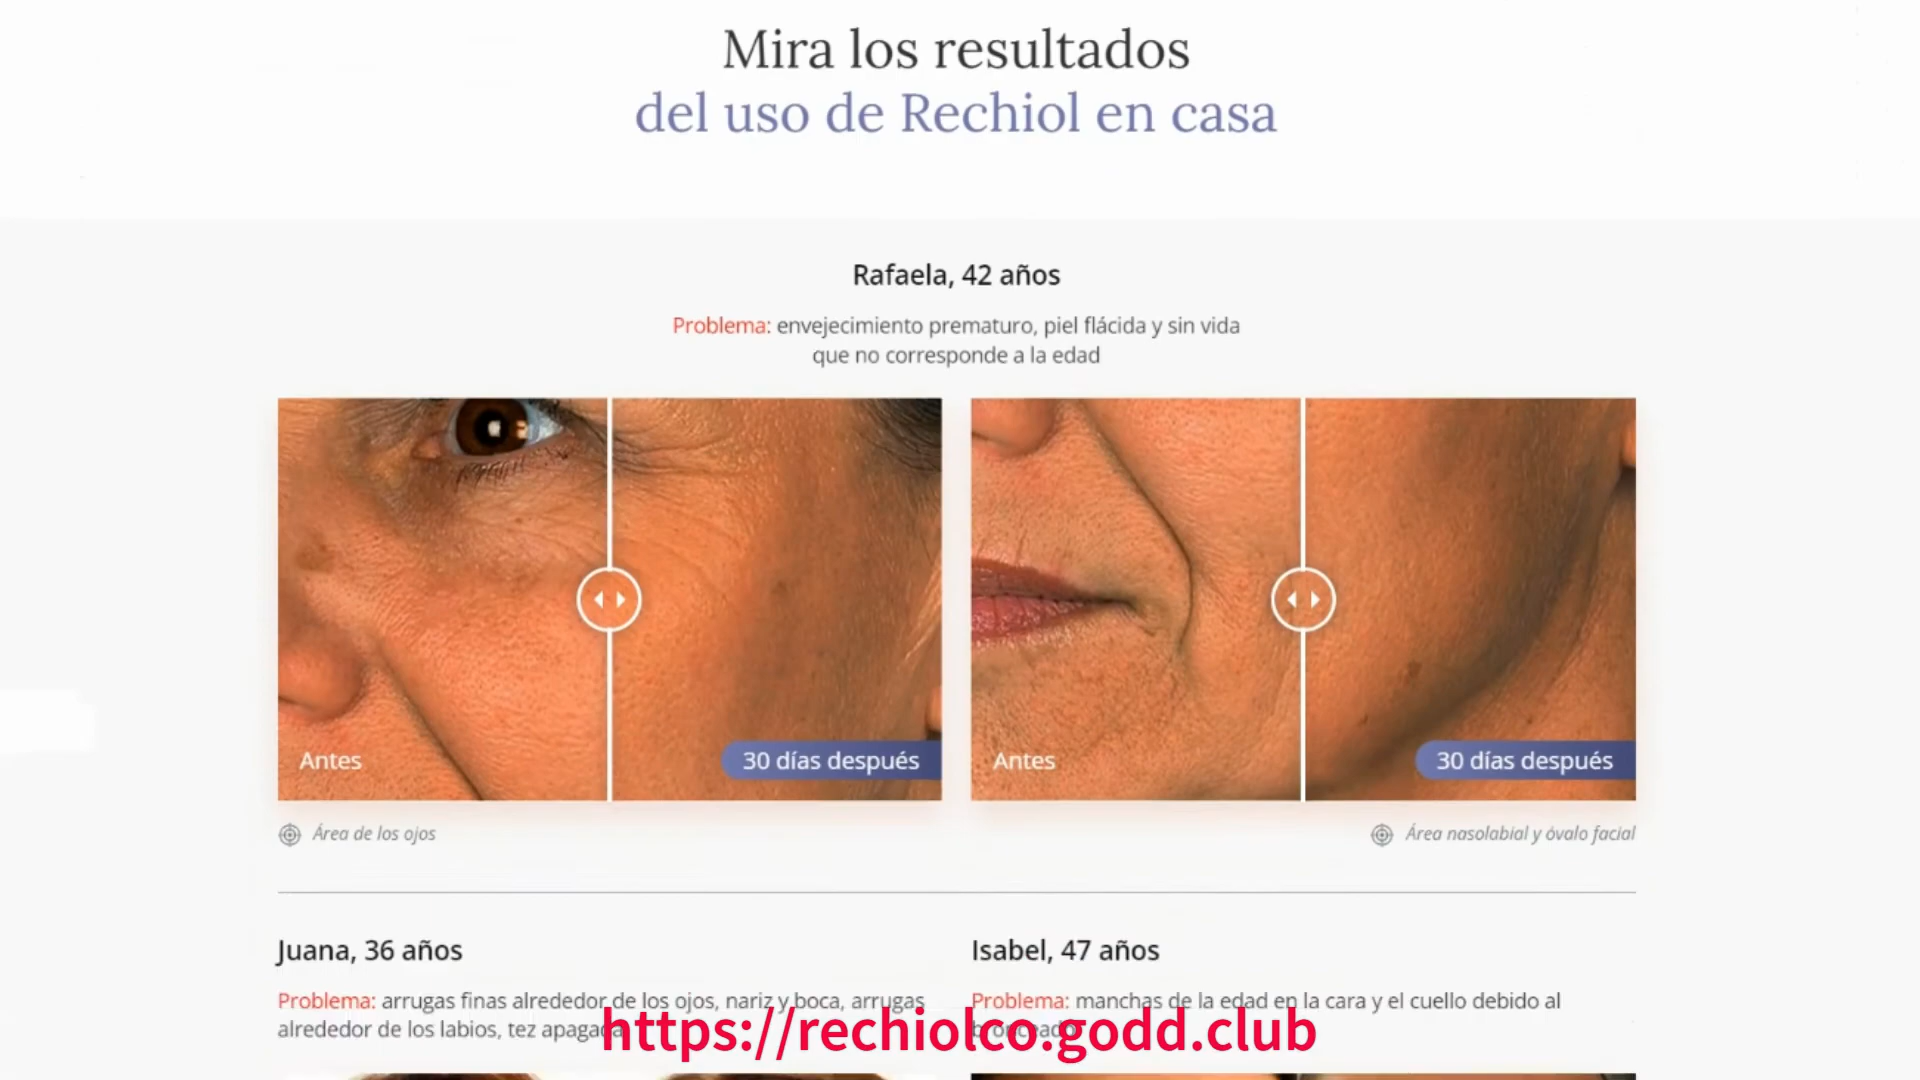 Mira los resultados
del uso de Rechiol en casa
Rafaela, 42 años
Problema: envejecimiento prematuro, piel flácida y sin vida
que no corresponde a la edad
Antes
30 días después
Antes
30 días después
Área de los ojos
Área nasolabial y óvalo facial
Juana, 36 años
Problema: arrugas finas alrededor de los ojos, nariz y boca, arrugas
alrededor de los labios, tez apagada
Isabel, 47 años
Problema: manchas de la edad en la cara y el cuello debido al
bronceado
https://rechiolco.godd.club